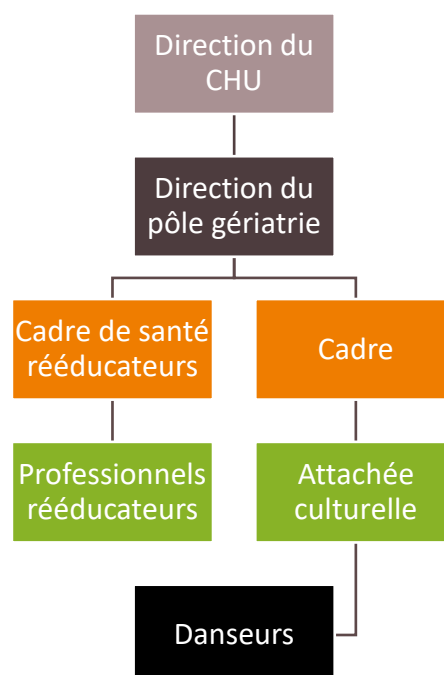 Direction du
CHU
Direction du
pôle gériatrie
Cadre de santé
rééducateurs
Cadre
Professionnels
rééducateurs
Attachée
culturelle
Danseurs